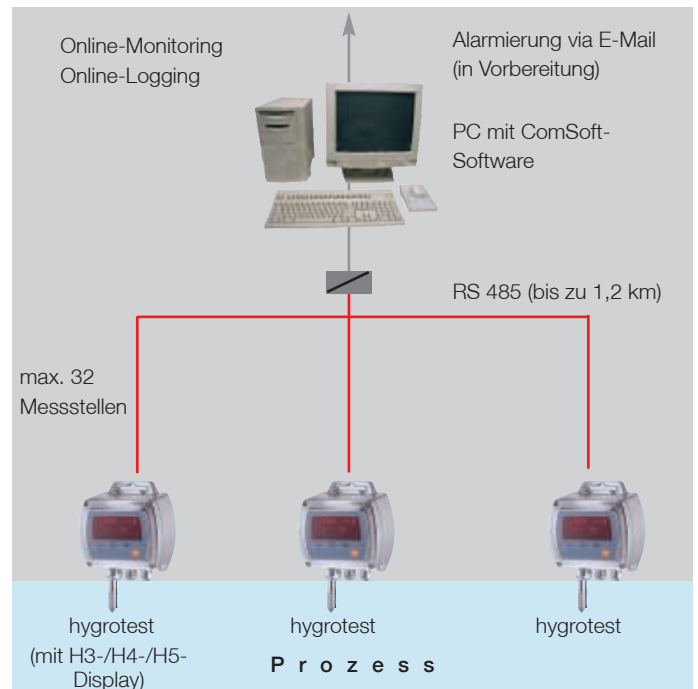 Online-Monitoring
Online-Logging
Alarmierung via E-Mail
(in Vorbereitung)
PC mit ComSoft-
Software
RS 485 (bis zu 1,2 km)
max. 32
Messstellen
hygrotest
(mit H3-/H4-/H5-
Display)
hygrotest
hygrotest
P r o z e s s